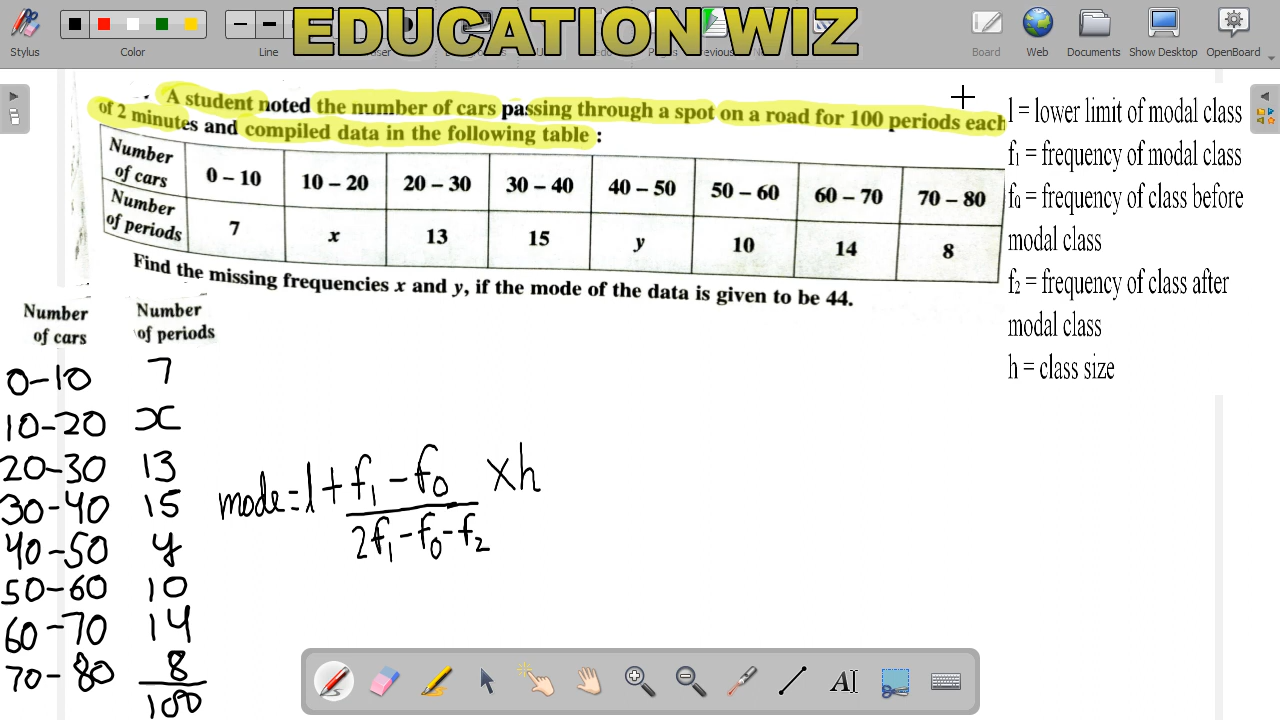 EDUCATION WIZ
Stylus
Color
Line
Previous
Board
Web
Documents
Show Desktop
OpenBoard
A student noted the number of cars passing through a spot on a road for 100 periods each
of 2 minutes and compiled data in the following table :
Number of cars 0 – 10 10 – 20 20 – 30 30 – 40 40 – 50 50 – 60 60 – 70 70 – 80
Number of periods 7 x 13 15 y 10 14 8
Find the missing frequencies x and y, if the mode of the data is given to be 44.
l = lower limit of modal class
f₁ = frequency of modal class
f₀ = frequency of class before
modal class
f₂ = frequency of class after
modal class
h = class size
Number of cars Number of periods
0-10 7
10-20 x
20-30 13
30-40 15
40-50 y
50-60 10
60-70 14
70-80 8
100
mode = l + f₁ - f₀ × h
2f₁ - f₀ - f₂